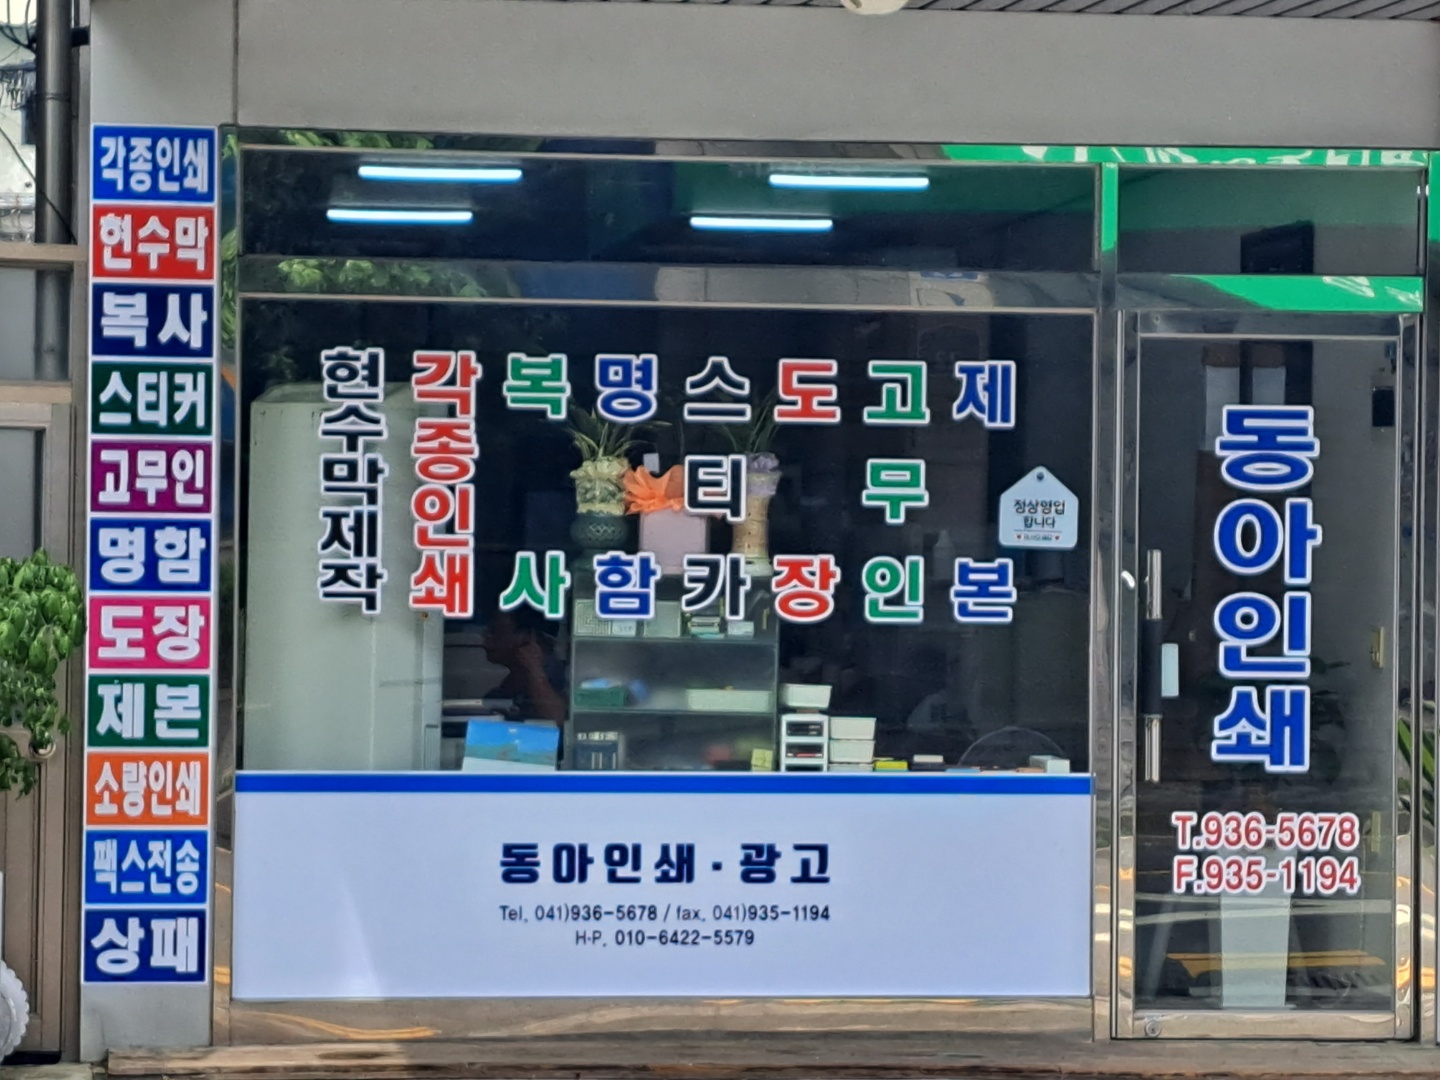 각종인쇄
현수막
복사
스티커
고무인
명함
도장
제본
소량인쇄
팩스전송
상패
현수막제작
각종인쇄
복사
명함
스티카
도장
고무인
제본
정상영업
합니다
동아인쇄
T.936-5678
F.935-1194
동아인쇄·광고
Tel. 041)936-5678 / fax. 041)935-1194
H·P. 010-6422-5579